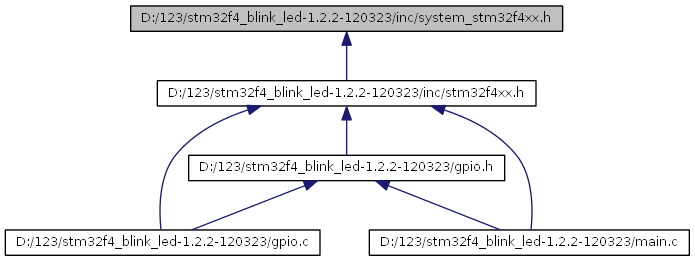 D:/123/stm32f4_blink_led-1.2.2-120323/inc/system_stm32f4xx.h
D:/123/stm32f4_blink_led-1.2.2-120323/inc/stm32f4xx.h
D:/123/stm32f4_blink_led-1.2.2-120323/gpio.h
D:/123/stm32f4_blink_led-1.2.2-120323/gpio.c
D:/123/stm32f4_blink_led-1.2.2-120323/main.c